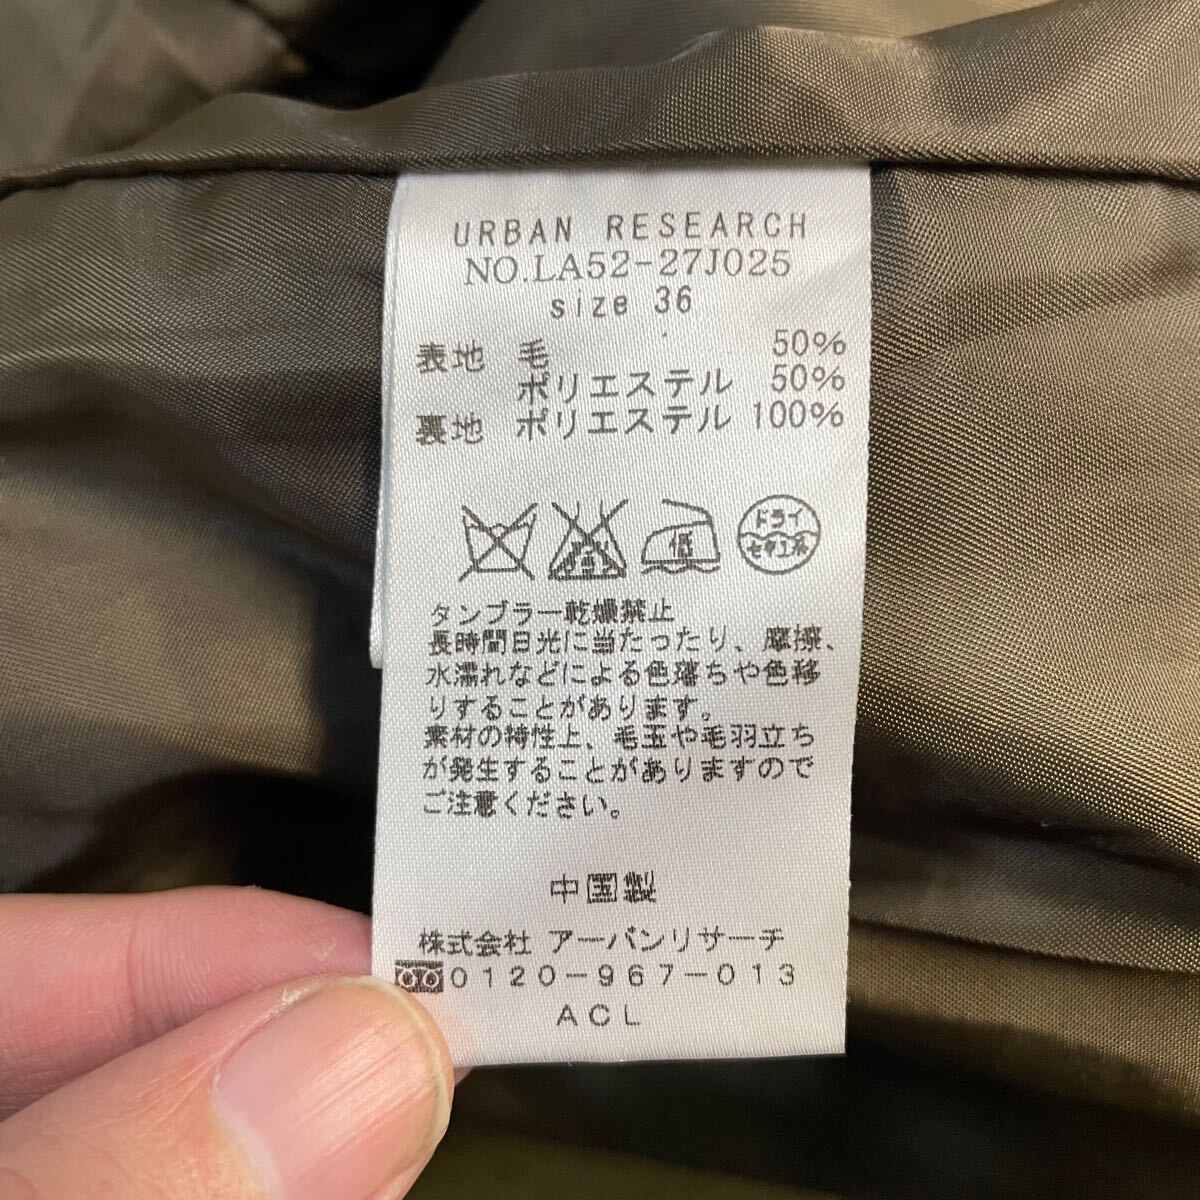 URBAN RESEARCH
NO.LA52-27J025
size 36
表地 毛 50%
ポリエステル 50%
裏地 ポリエステル 100%
低 ドライ
セキユ系
タンブラー乾燥禁止
長時間日光に当たったり、摩擦、
水濡れなどによる色落ちや色移
りすることがあります。
素材の特性上、毛玉や毛羽立ち
が発生することがありますので
ご注意ください。
中国製
株式会社 アーバンリサーチ
0120-967-013
ACL